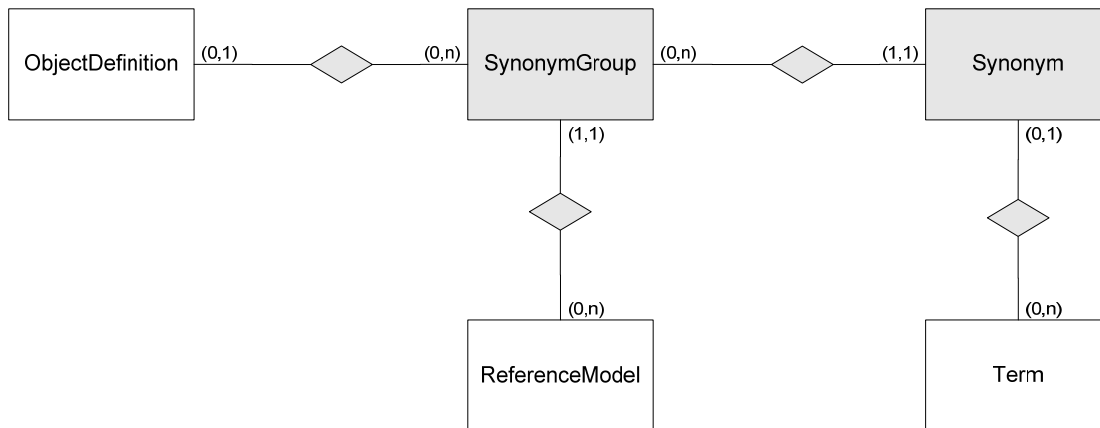 ObjectDefinition
(0,1)
(0,n)
SynonymGroup
(0,n)
(1,1)
Synonym
(1,1)
(0,1)
(0,n)
(0,n)
ReferenceModel
Term